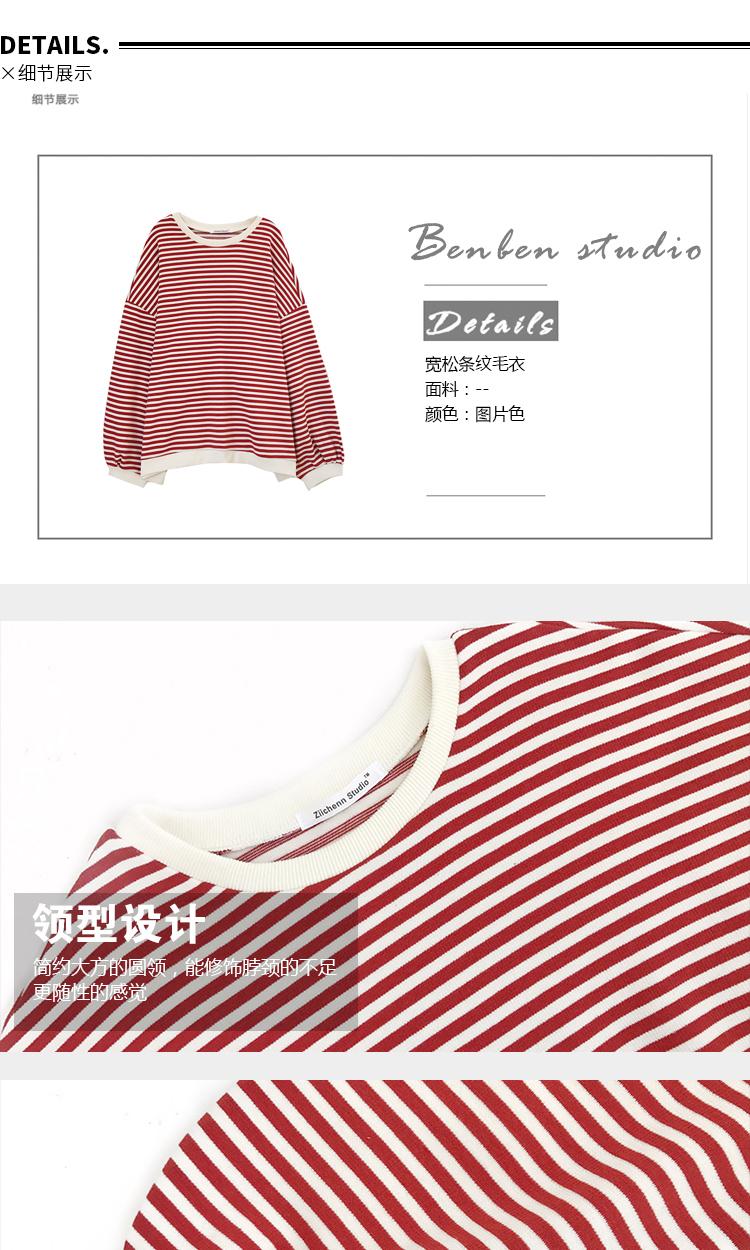 DETAILS.
×细节展示
细节展示
Benben studio
Details
宽松条纹毛衣
面料：--
颜色：图片色
Ziichenn Studio™
领型设计
简约大方的圆领，能修饰脖颈的不足
更随性的感觉